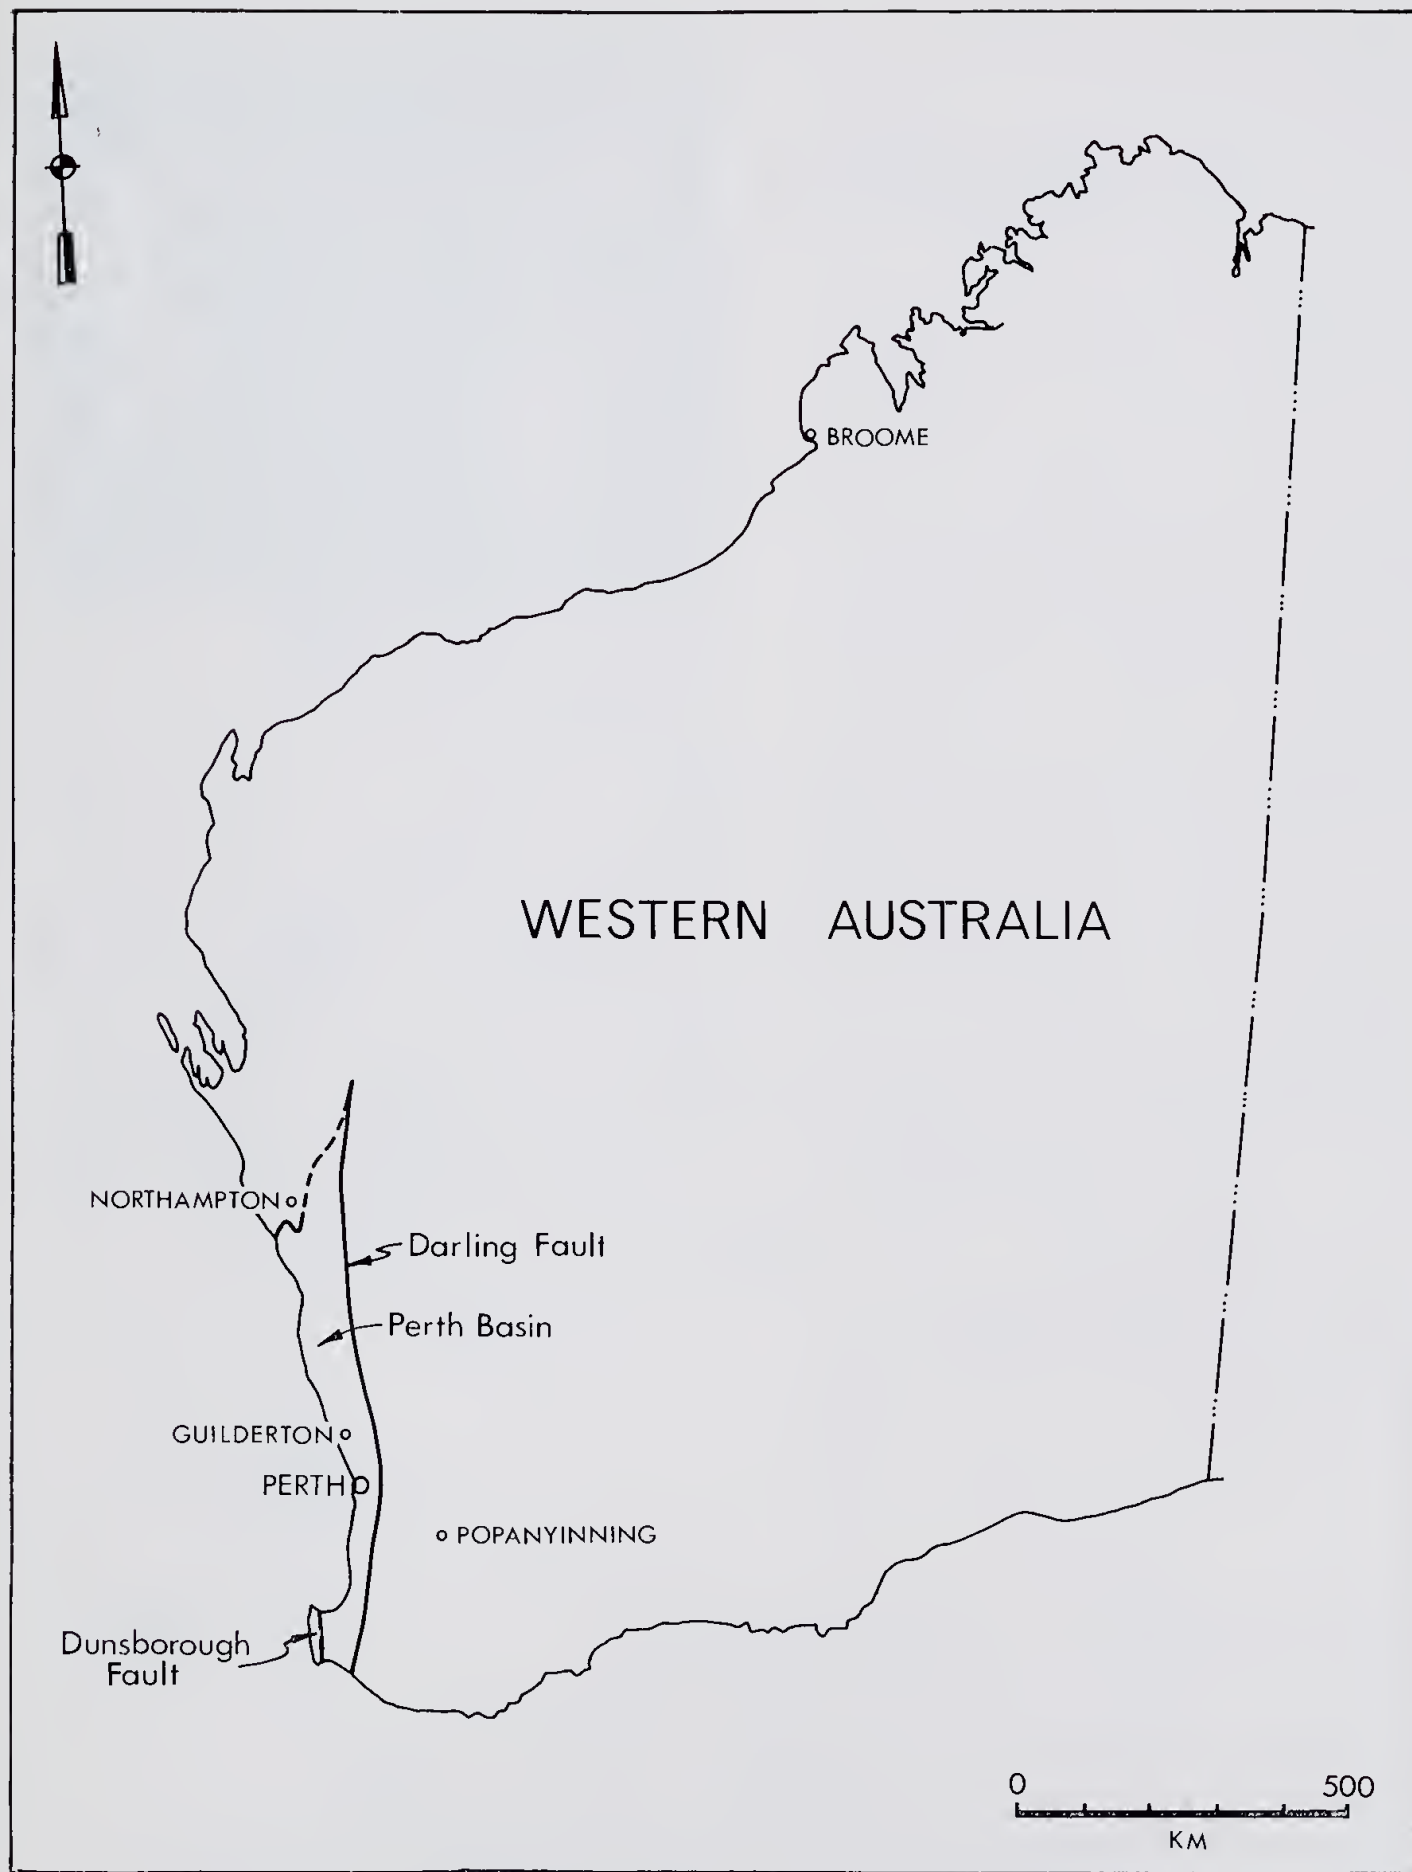 BROOME
WESTERN AUSTRALIA
NORTHAMPTON
Darling Fault
Perth Basin
GUILDERTON
PERTH
POPANYINNING
Dunsborough
Fault
0 500
KM